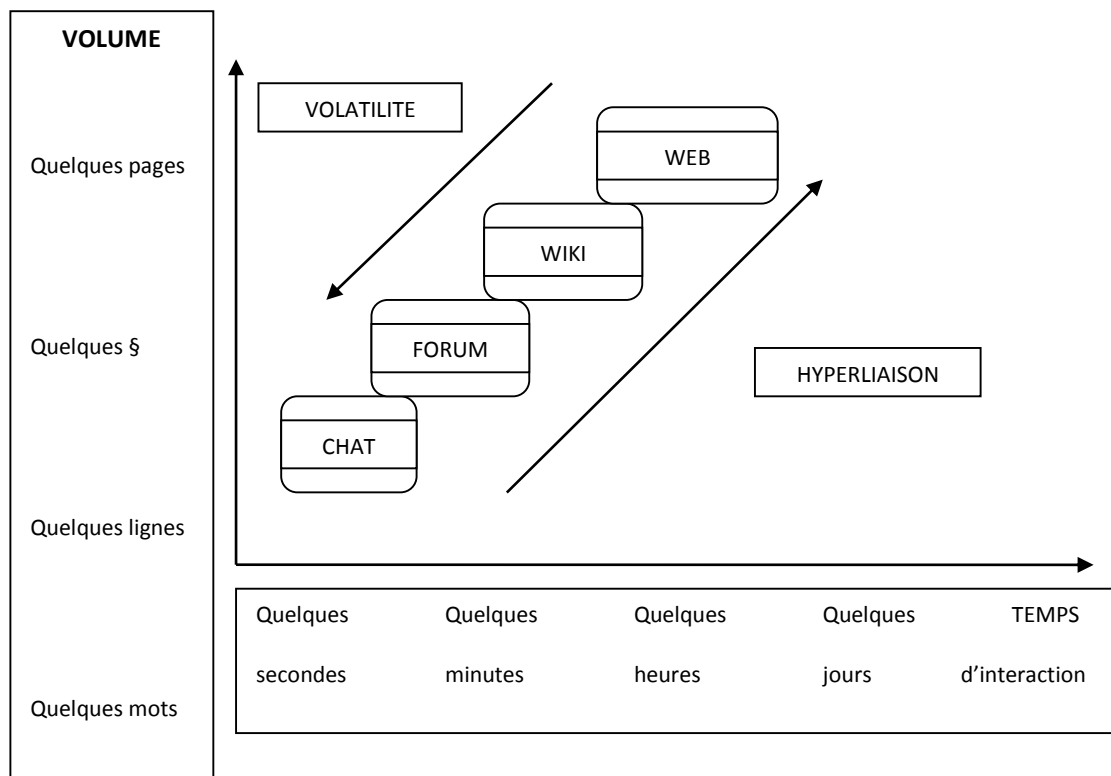 VOLUME
VOLATILITE
WEB
Quelques pages
WIKI
FORUM
Quelques §
HYPERLIAISON
CHAT
Quelques lignes
Quelques Quelques Quelques Quelques TEMPS
secondes minutes heures jours d’interaction
Quelques mots